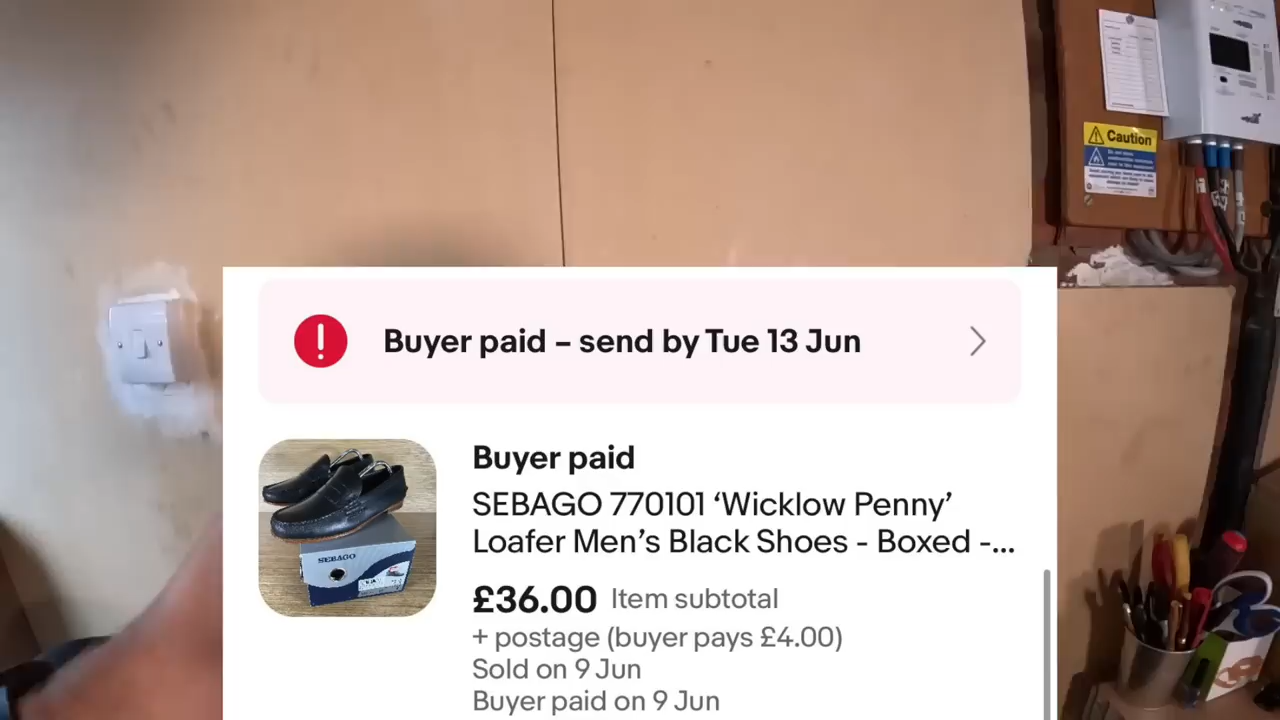 Caution
Buyer paid – send by Tue 13 Jun
SEBAGO
Buyer paid
SEBAGO 770101 ‘Wicklow Penny’
Loafer Men’s Black Shoes - Boxed -...
£36.00 Item subtotal
+ postage (buyer pays £4.00)
Sold on 9 Jun
Buyer paid on 9 Jun